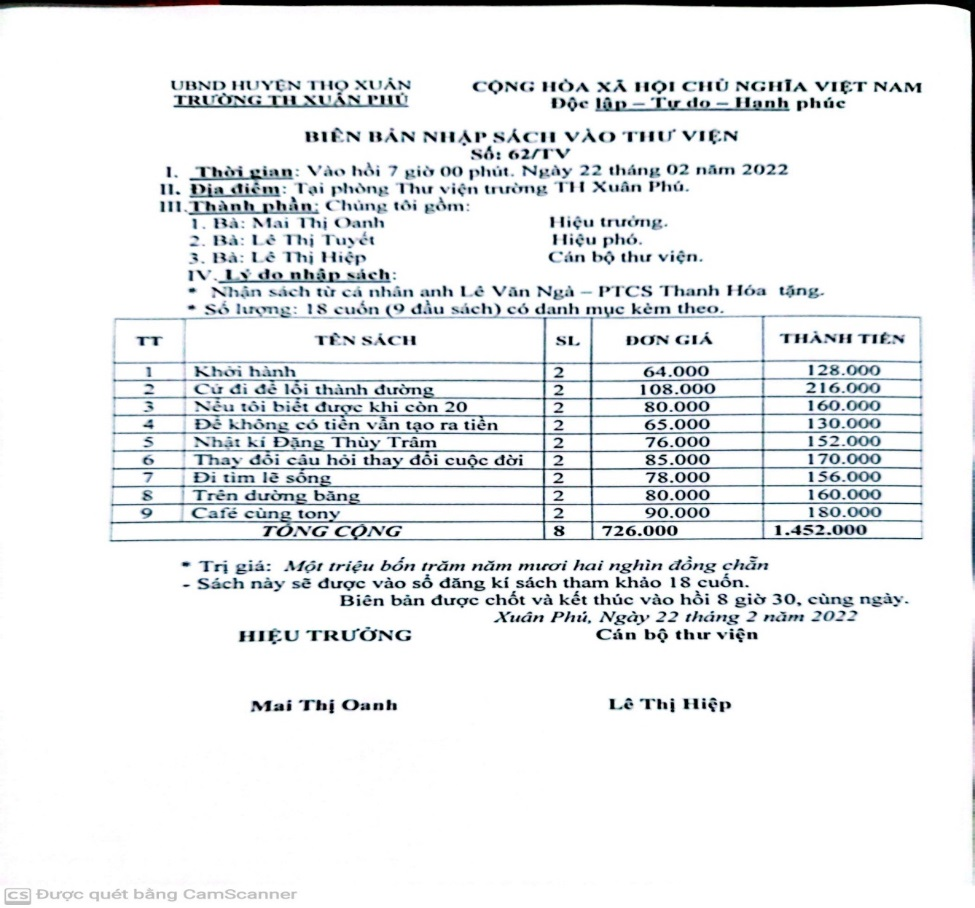 UBND HUYỆN THỌ XUÂN CỘNG HÒA XÃ HỘI CHỦ NGHĨA VIỆT NAM
TRƯỜNG TH XUÂN PHÚ Độc lập – Tự do – Hạnh phúc
BIÊN BẢN NHẬP SÁCH VÀO THƯ VIỆN
Số: 62/TV
I. Thời gian: Vào hồi 7 giờ 00 phút. Ngày 22 tháng 02 năm 2022
II. Địa điểm: Tại phòng Thư viện trường TH Xuân Phú.
III. Thành phần: Chúng tôi gồm:
1. Bà: Mai Thị Oanh Hiệu trưởng.
2. Bà: Lê Thị Tuyết Hiệu phó.
3. Bà: Lê Thị Hiệp Cán bộ thư viện.
IV. Lý do nhập sách:
* Nhận sách từ cá nhân anh Lê Văn Ngà – PTCS Thanh Hóa tặng.
* Số lượng: 18 cuốn (9 đầu sách) có danh mục kèm theo.
TT TÊN SÁCH SL ĐƠN GIÁ THÀNH TIỀN
1 Khởi hành 2 64.000 128.000
2 Cứ đi để lối thành đường 2 108.000 216.000
3 Nếu tôi biết được khi còn 20 2 80.000 160.000
4 Để không có tiền vẫn tạo ra tiền 2 65.000 130.000
5 Nhật kí Đặng Thùy Trâm 2 76.000 152.000
6 Thay đổi câu hỏi thay đổi cuộc đời 2 85.000 170.000
7 Đi tìm lẽ sống 2 78.000 156.000
8 Trên đường băng 2 80.000 160.000
9 Café cùng tony 2 90.000 180.000
TỔNG CỘNG 8 726.000 1.452.000
* Trị giá: Một triệu bốn trăm năm mươi hai nghìn đồng chẵn
- Sách này sẽ được vào sổ đăng kí sách tham khảo 18 cuốn.
Biên bản được chốt và kết thúc vào hồi 8 giờ 30, cùng ngày.
Xuân Phú, Ngày 22 tháng 2 năm 2022
HIỆU TRƯỞNG Cán bộ thư viện
Mai Thị Oanh Lê Thị Hiệp
CS Được quét bằng CamScanner